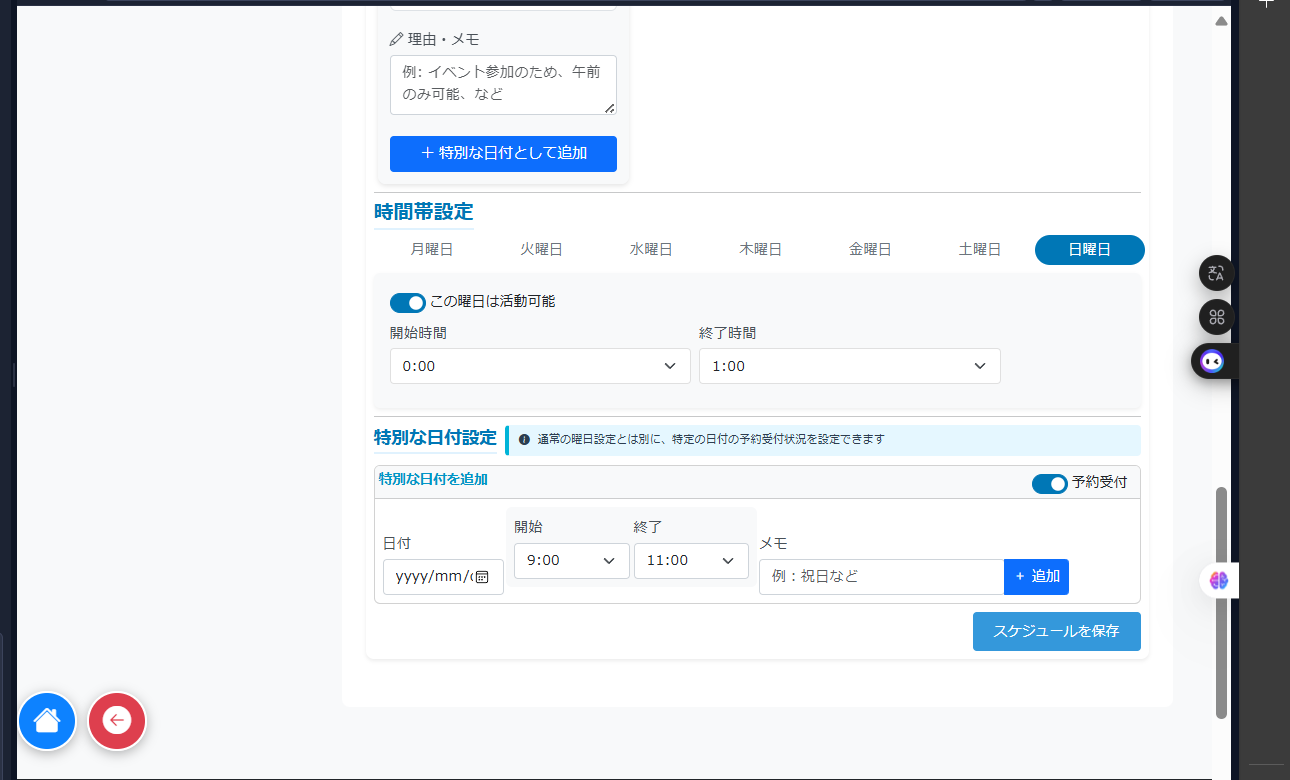 理由・メモ
例: イベント参加のため、午前
のみ可能、など
+ 特別な日付として追加
時間帯設定
月曜日 火曜日 水曜日 木曜日 金曜日 土曜日 日曜日
この曜日は活動可能
開始時間 終了時間
0:00 1:00
特別な日付設定 通常の曜日設定とは別に、特定の日付の予約受付状況を設定できます
特別な日付を追加 予約受付
日付 開始 終了 メモ
yyyy/mm/ 9:00 11:00 例：祝日など + 追加
スケジュールを保存